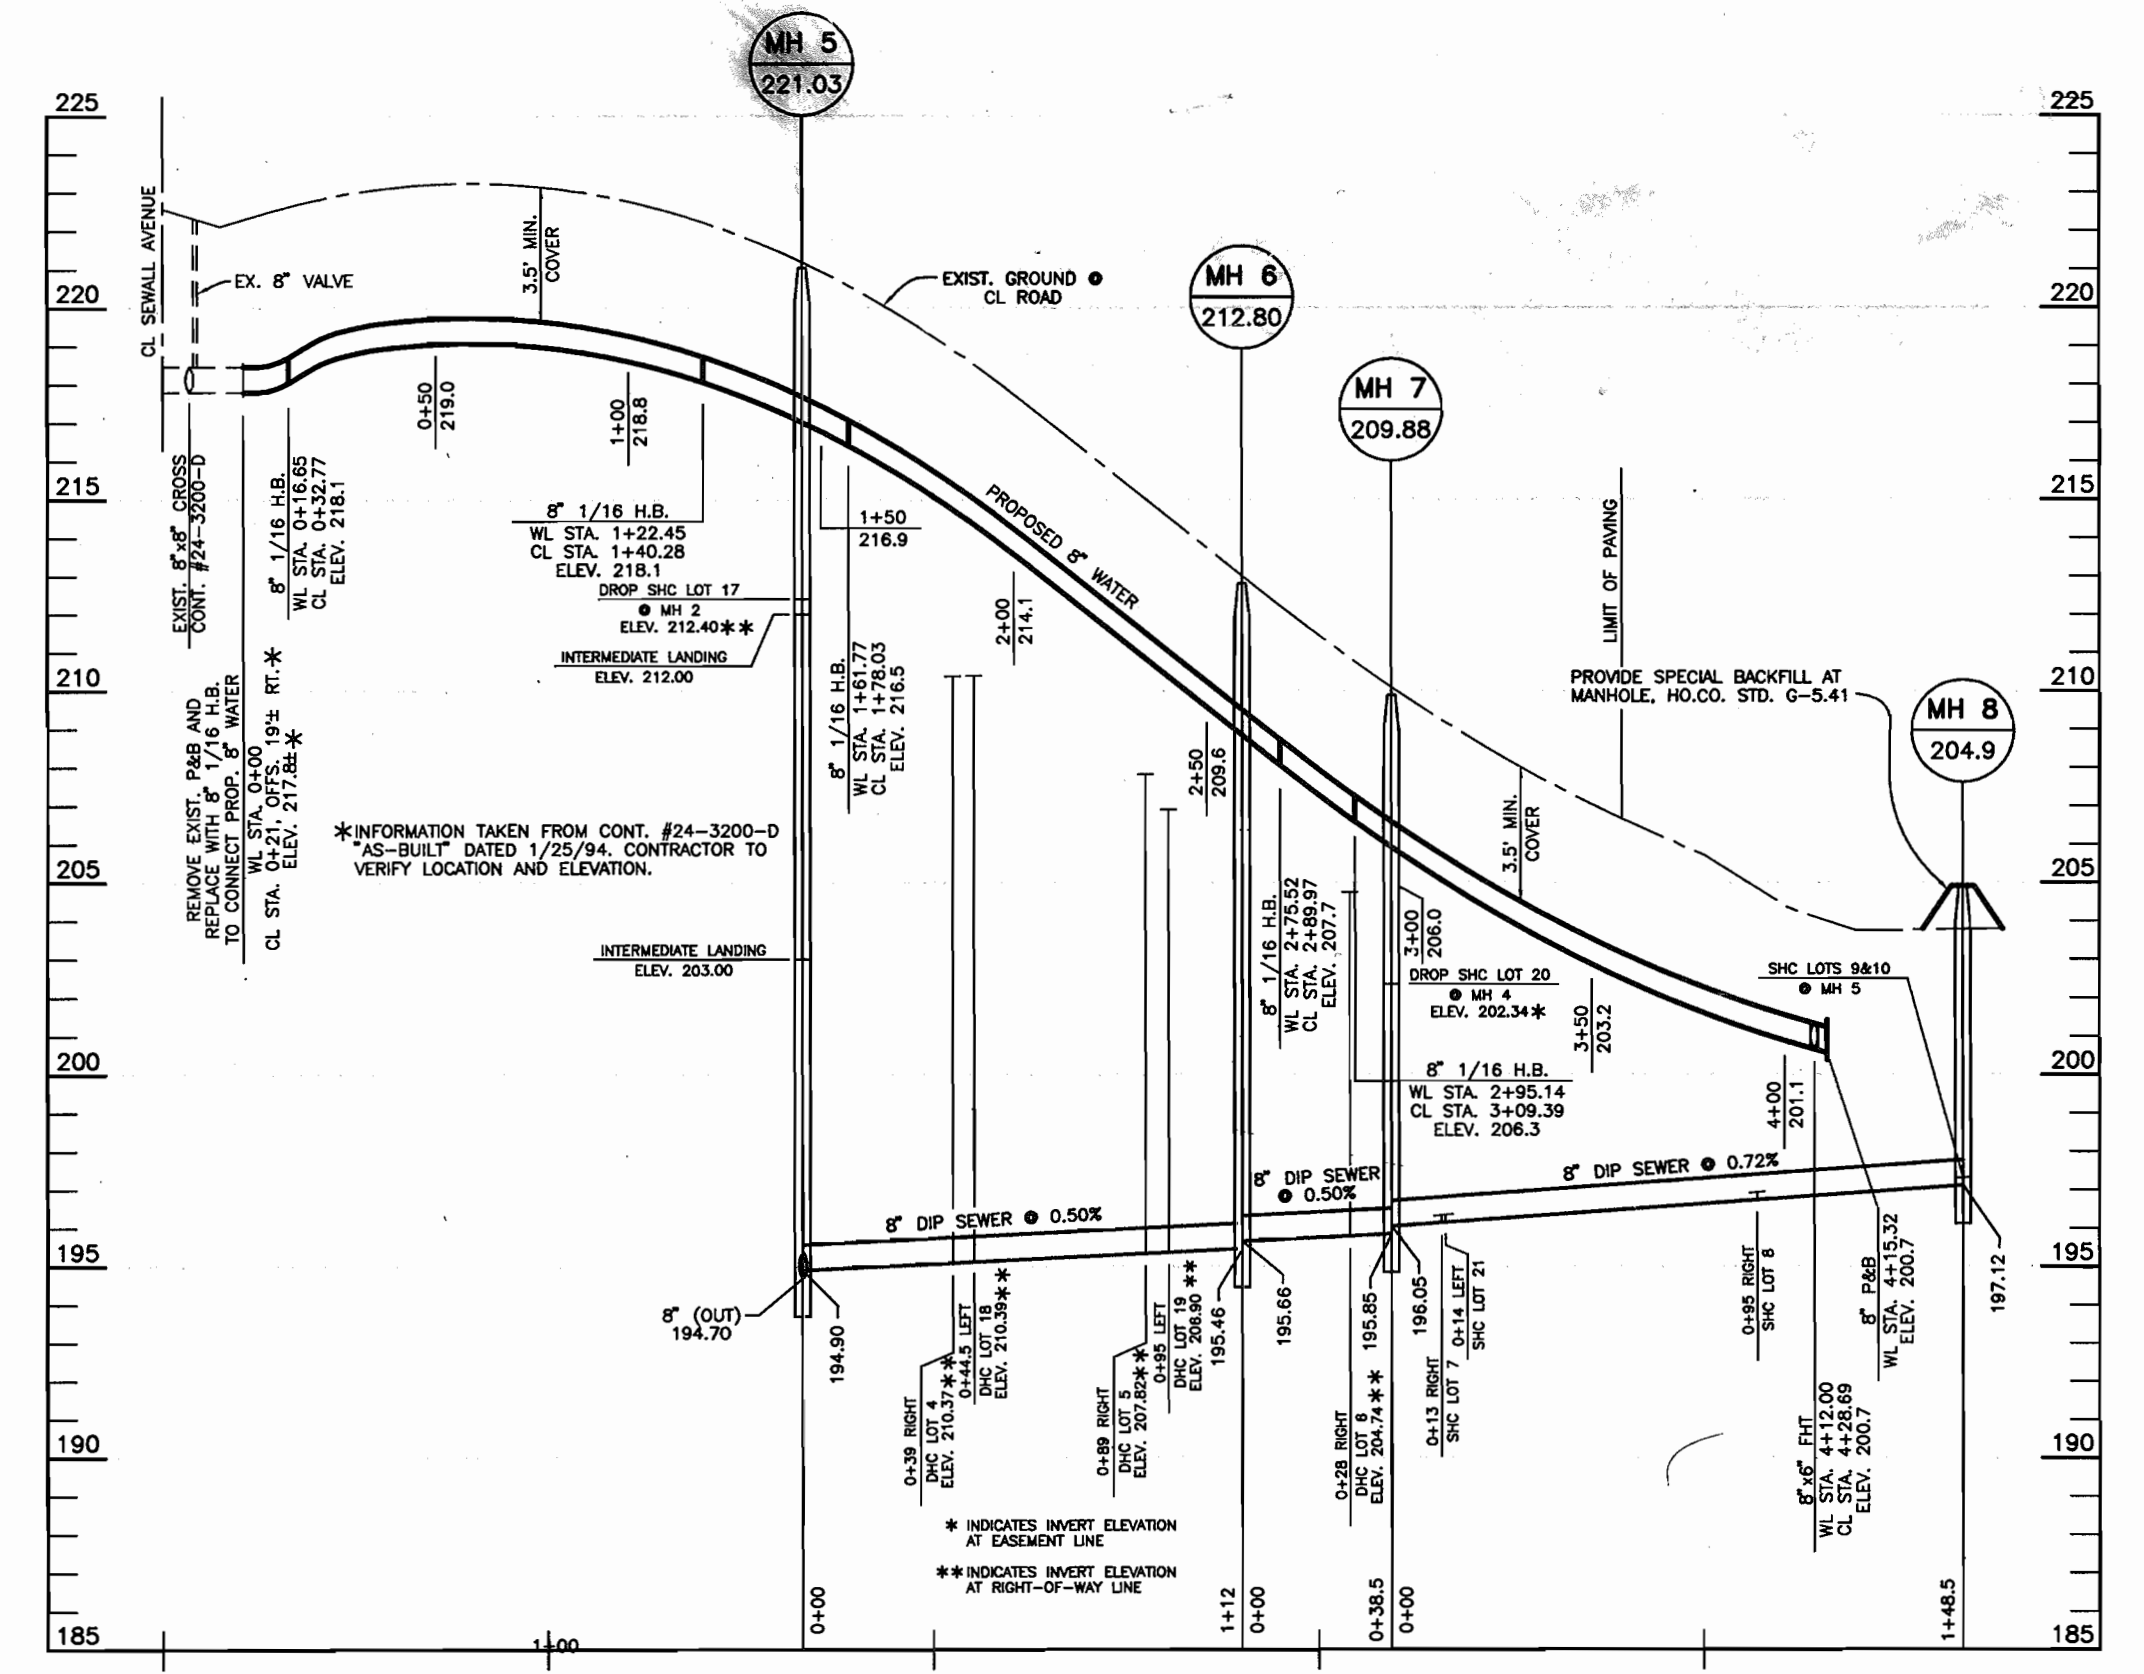 MH 5
221.03
225
225
CL SEWALL AVENUE
EX. 8" VALVE
3.5' MIN.
COVER
EXIST. GROUND @
CL ROAD
MH 6
212.80
220
220
MH 7
209.88
0+50
219.0
1+00
218.8
EXIST. 8"x8" CROSS
CONT. #24-3200-D
8" 1/16 H.B.
WL STA. 0+16.65
CL STA. 0+32.77
ELEV. 218.1
215
215
8" 1/16 H.B.
WL STA. 1+22.45
CL STA. 1+40.28
ELEV. 218.1
1+50
216.9
PROPOSED 8" WATER
LIMIT OF PAVING
DROP SHC LOT 17
@ MH 2
ELEV. 212.40**
INTERMEDIATE LANDING
ELEV. 212.00
2+00
214.1
8" 1/16 H.B.
WL STA. 1+61.77
CL STA. 1+78.03
ELEV. 216.5
PROVIDE SPECIAL BACKFILL AT
MANHOLE, HO.CO. STD. G-5.41
210
210
MH 8
204.9
REMOVE EXIST. P&B AND
REPLACE WITH 8" 1/16 H.B.
TO CONNECT PROP. 8" WATER
WL STA. 0+00
CL STA. 0+21, OFFS. 19'± RT.*
ELEV. 217.8±*
2+50
209.6
*INFORMATION TAKEN FROM CONT. #24-3200-D
"AS-BUILT" DATED 1/25/94. CONTRACTOR TO
VERIFY LOCATION AND ELEVATION.
3.5' MIN.
COVER
205
205
8" 1/16 H.B.
WL STA. 2+75.52
CL STA. 2+89.97
ELEV. 207.7
3+00
206.0
INTERMEDIATE LANDING
ELEV. 203.00
DROP SHC LOT 20
@ MH 4
ELEV. 202.34*
SHC LOTS 9&10
@ MH 5
3+50
203.2
200
200
8" 1/16 H.B.
WL STA. 2+95.14
CL STA. 3+09.39
ELEV. 206.3
4+00
201.1
8" DIP SEWER @ 0.50%
8" DIP SEWER
@ 0.50%
8" DIP SEWER @ 0.72%
195
195
8" (OUT)
194.70
194.90
0+39 RIGHT
DHC LOT 4
ELEV. 210.37**
0+44.5 LEFT
DHC LOT 18
ELEV. 210.39**
0+89 RIGHT
DHC LOT 5
ELEV. 207.82**
0+95 LEFT
DHC LOT 19
ELEV. 206.90 **
195.46
195.66
0+28 RIGHT
DHC LOT 6
ELEV. 204.74**
195.85
196.05
0+13 RIGHT
SHC LOT 7
0+14 LEFT
SHC LOT 21
0+95 RIGHT
SHC LOT 8
8" P&B
WL STA. 4+15.32
ELEV. 200.7
197.12
8"x6" FHT
WL STA. 4+12.00
CL STA. 4+28.69
ELEV. 200.7
190
190
* INDICATES INVERT ELEVATION
AT EASEMENT LINE
**INDICATES INVERT ELEVATION
AT RIGHT-OF-WAY LINE
0+00
1+12
0+00
0+38.5
0+00
1+48.5
185
185
1+00